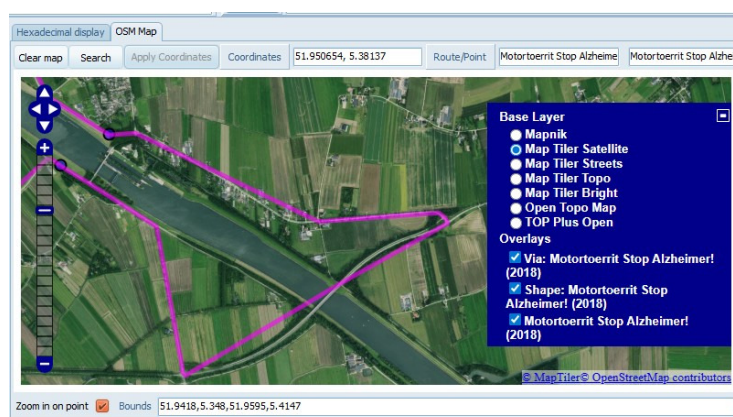 Hexadecimal display OSM Map
Clear map Search Apply Coordinates Coordinates 51.950654, 5.38137 Route/Point Motortoerrit Stop Alzheime Motortoerrit Stop Alzhe
Base Layer
Mapnik
Map Tiler Satellite
Map Tiler Streets
Map Tiler Topo
Map Tiler Bright
Open Topo Map
TOP Plus Open
Overlays
Via: Motortoerrit Stop Alzheimer!
(2018)
Shape: Motortoerrit Stop
Alzheimer! (2018)
Motortoerrit Stop Alzheimer!
(2018)
© MapTiler© OpenStreetMap contributors
Zoom in on point Bounds 51.9418,5.348,51.9595,5.4147